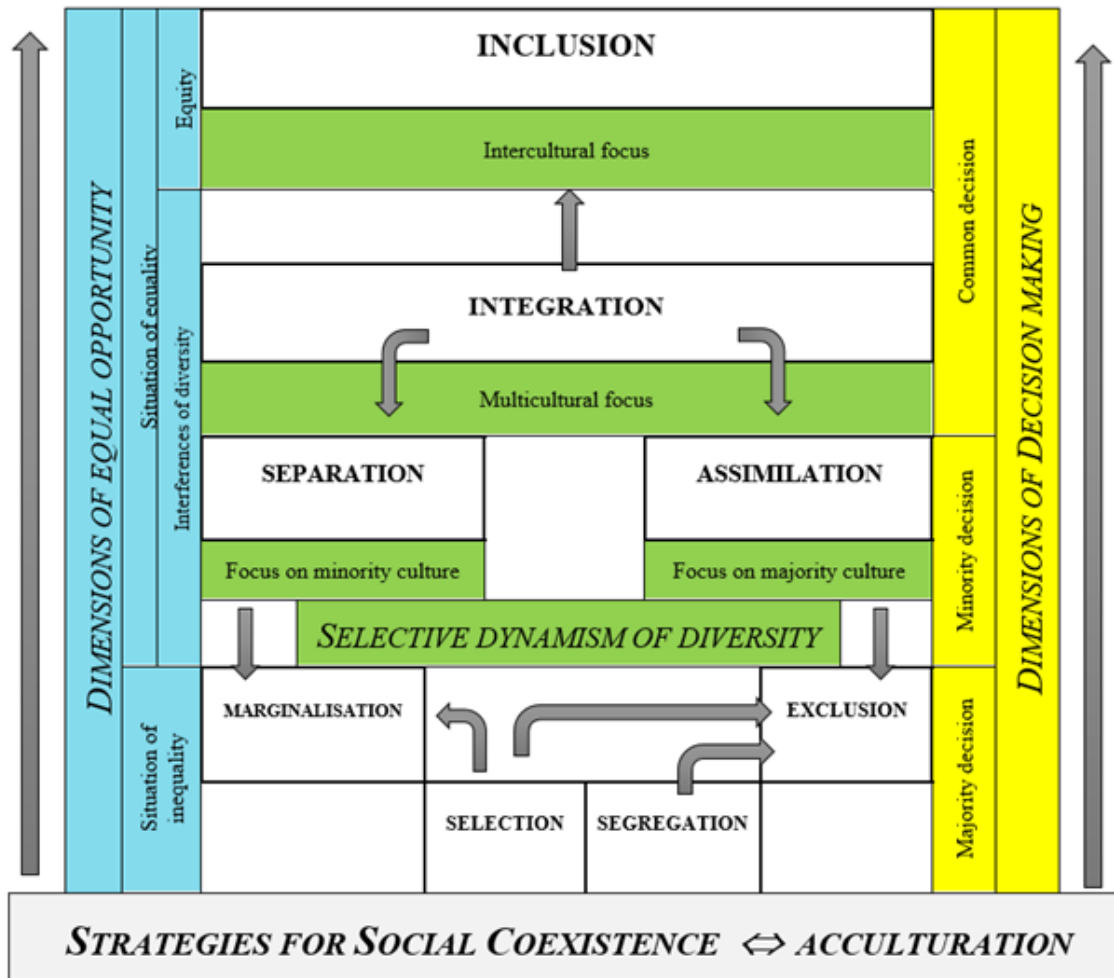 INCLUSION
Intercultural focus
INTEGRATION
Multicultural focus
SEPARATION
ASSIMILATION
Focus on minority culture
Focus on majority culture
SELECTIVE DYNAMISM OF DIVERSITY
MARGINALISATION
EXCLUSION
SELECTION
SEGREGATION
DIMENSIONS OF EQUAL OPPORTUNITY
Situation of equality
Situation of
inequality
Equity
Interferences of diversity
Common decision
Minority decision
Majority decision
DIMENSIONS OF DECISION MAKING
STRATEGIES FOR SOCIAL COEXISTENCE ⇔ ACCULTURATION